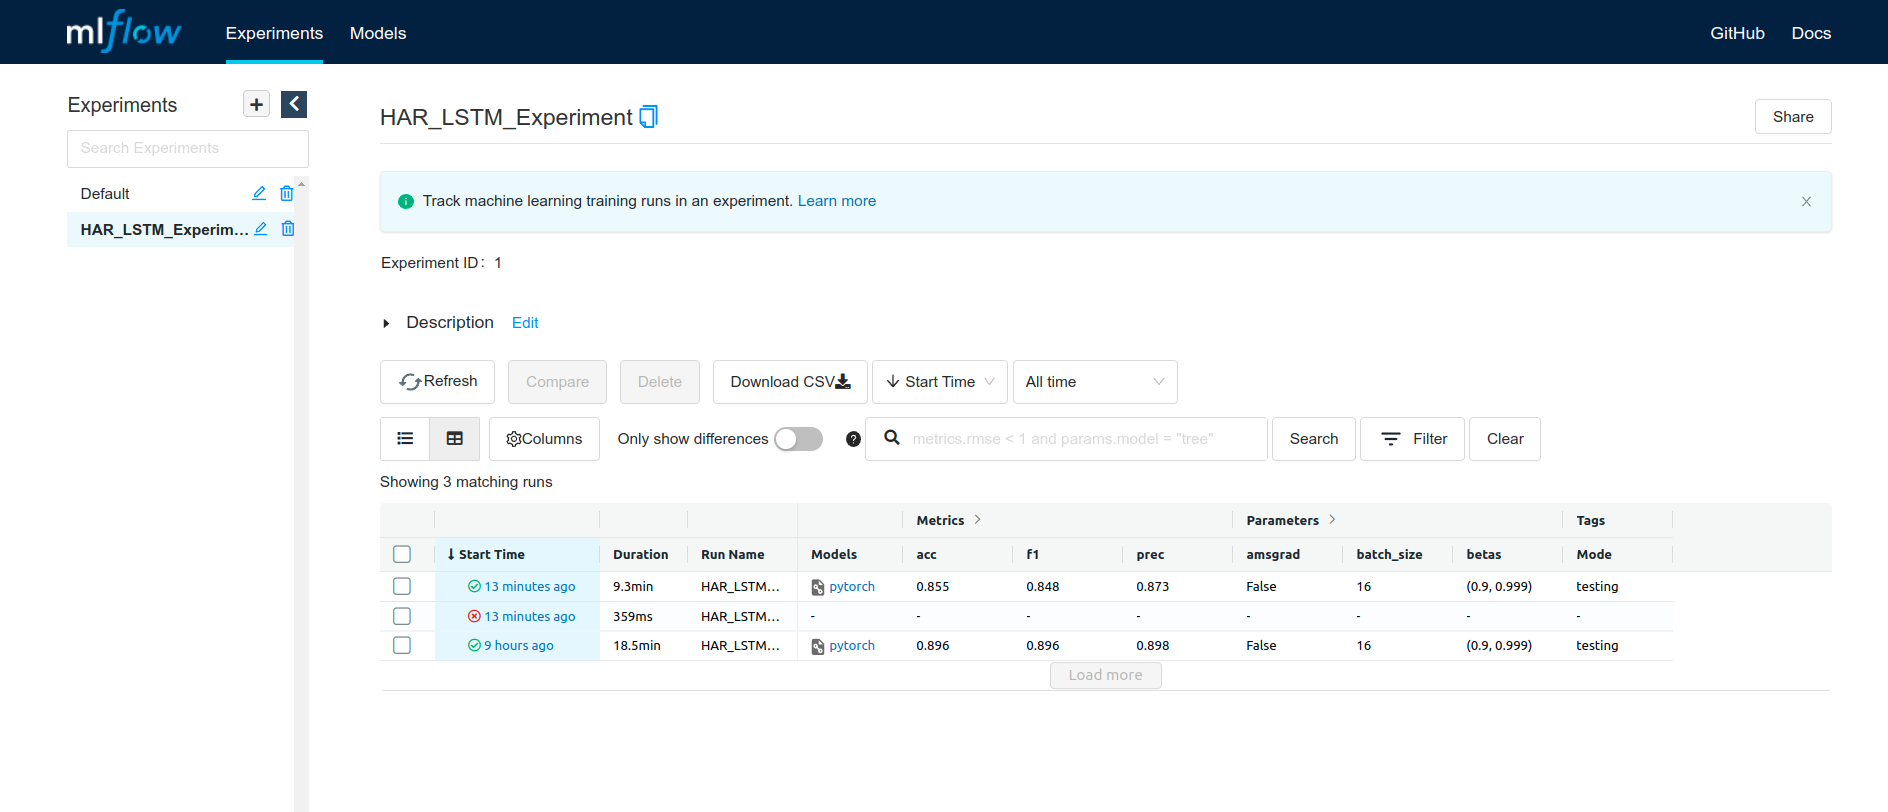 mlflow Experiments Models GitHub Docs
Experiments
Search Experiments
Default
HAR_LSTM_Experim...
HAR_LSTM_Experiment
Share
Track machine learning training runs in an experiment. Learn more
Experiment ID: 1
Description Edit
Refresh Compare Delete Download CSV Start Time All time
Columns Only show differences metrics.rmse < 1 and params.model = "tree" Search Filter Clear
Showing 3 matching runs
Metrics > Parameters > Tags
↓ Start Time Duration Run Name Models acc f1 prec amsgrad batch_size betas Mode
13 minutes ago 9.3min HAR_LSTM... pytorch 0.855 0.848 0.873 False 16 (0.9, 0.999) testing
13 minutes ago 359ms HAR_LSTM... - - - - - - - -
9 hours ago 18.5min HAR_LSTM... pytorch 0.896 0.896 0.898 False 16 (0.9, 0.999) testing
Load more